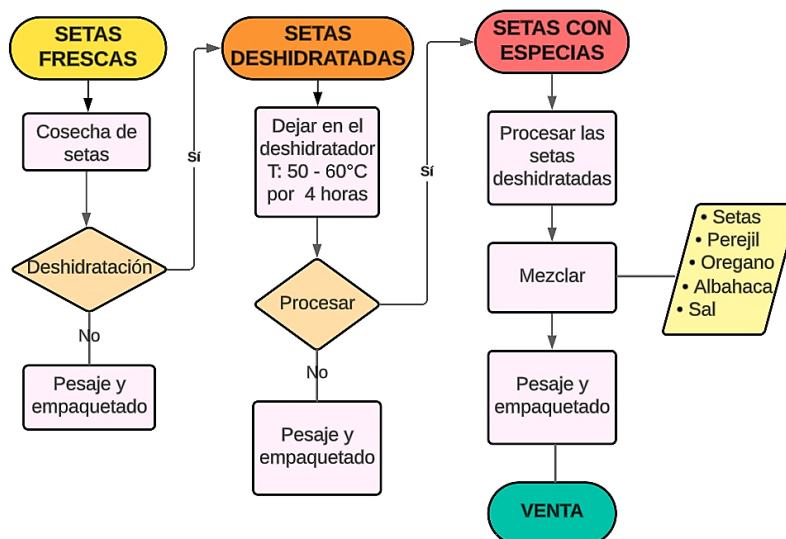 SETAS
FRESCAS
Cosecha de
setas
Deshidratación
Sí
No
Pesaje y
empaquetado
SETAS
DESHIDRATADAS
Dejar en el
deshidratador
T: 50 - 60°C
por 4 horas
Procesar
Sí
No
Pesaje y
empaquetado
SETAS CON
ESPECIAS
Procesar las
setas
deshidratadas
Mezclar
• Setas
• Perejil
• Oregano
• Albahaca
• Sal
Pesaje y
empaquetado
VENTA